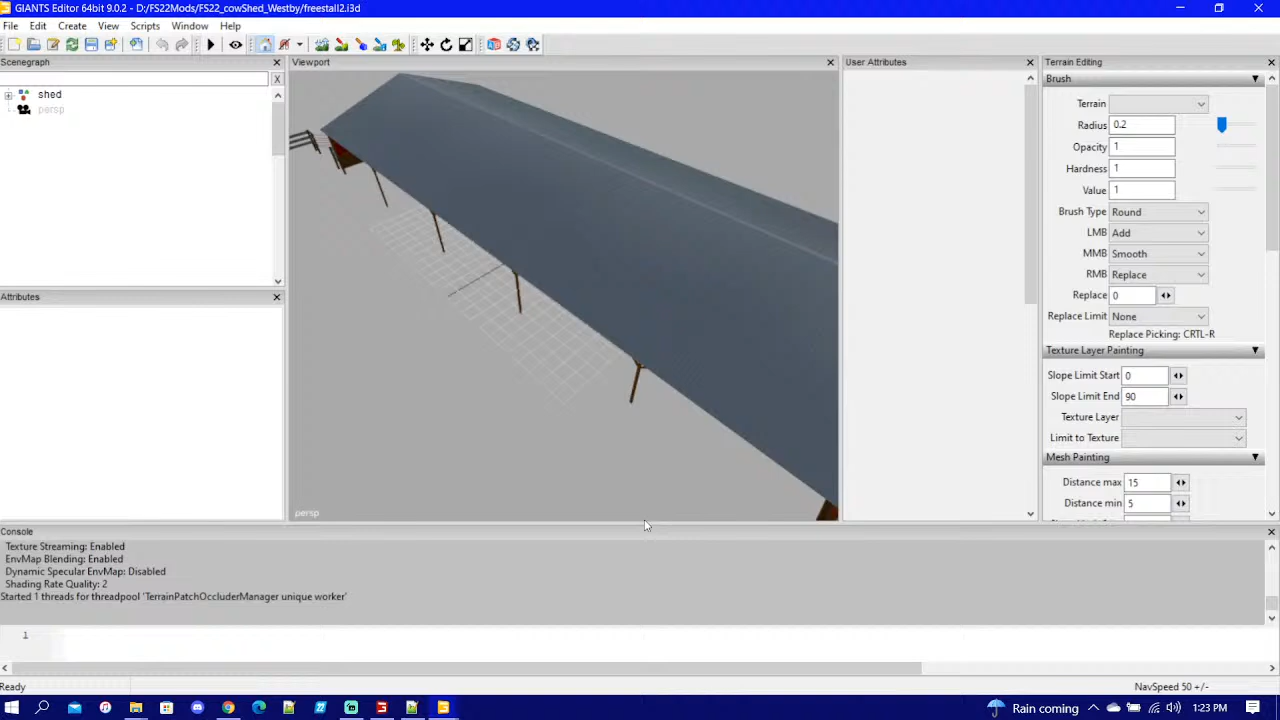 GIANTS Editor 64bit 9.0.2 - D:/FS22Mods/FS22_cowShed_Westby/freestall2.i3d
File Edit Create View Scripts Window Help
Scenegraph
X
shed
persp
Attributes
Viewport
persp
User Attributes
Terrain Editing
Brush
Terrain
Radius 0.2
Opacity 1
Hardness 1
Value 1
Brush Type Round
LMB Add
MMB Smooth
RMB Replace
Replace 0
Replace Limit None
Replace Picking: CRTL-R
Texture Layer Painting
Slope Limit Start 0
Slope Limit End 90
Texture Layer
Limit to Texture
Mesh Painting
Distance max 15
Distance min 5
Console
Texture Streaming: Enabled
EnvMap Blending: Enabled
Dynamic Specular EnvMap: Disabled
Shading Rate Quality: 2
Started 1 threads for threadpool 'TerrainPatchOccluderManager unique worker'
1
Ready
NavSpeed 50 +/-
Rain coming
1:23 PM